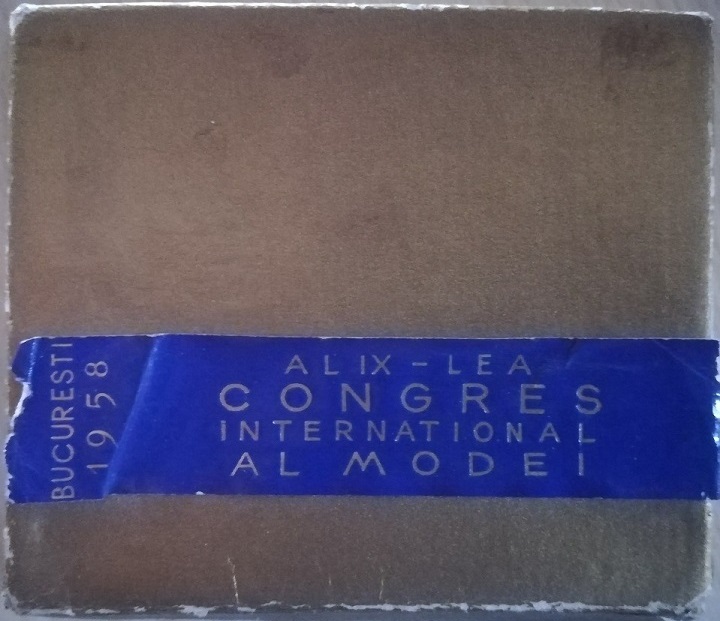 BUCURESTI
1958
AL IX-LEA
CONGRES
INTERNATIONAL
AL MODEI